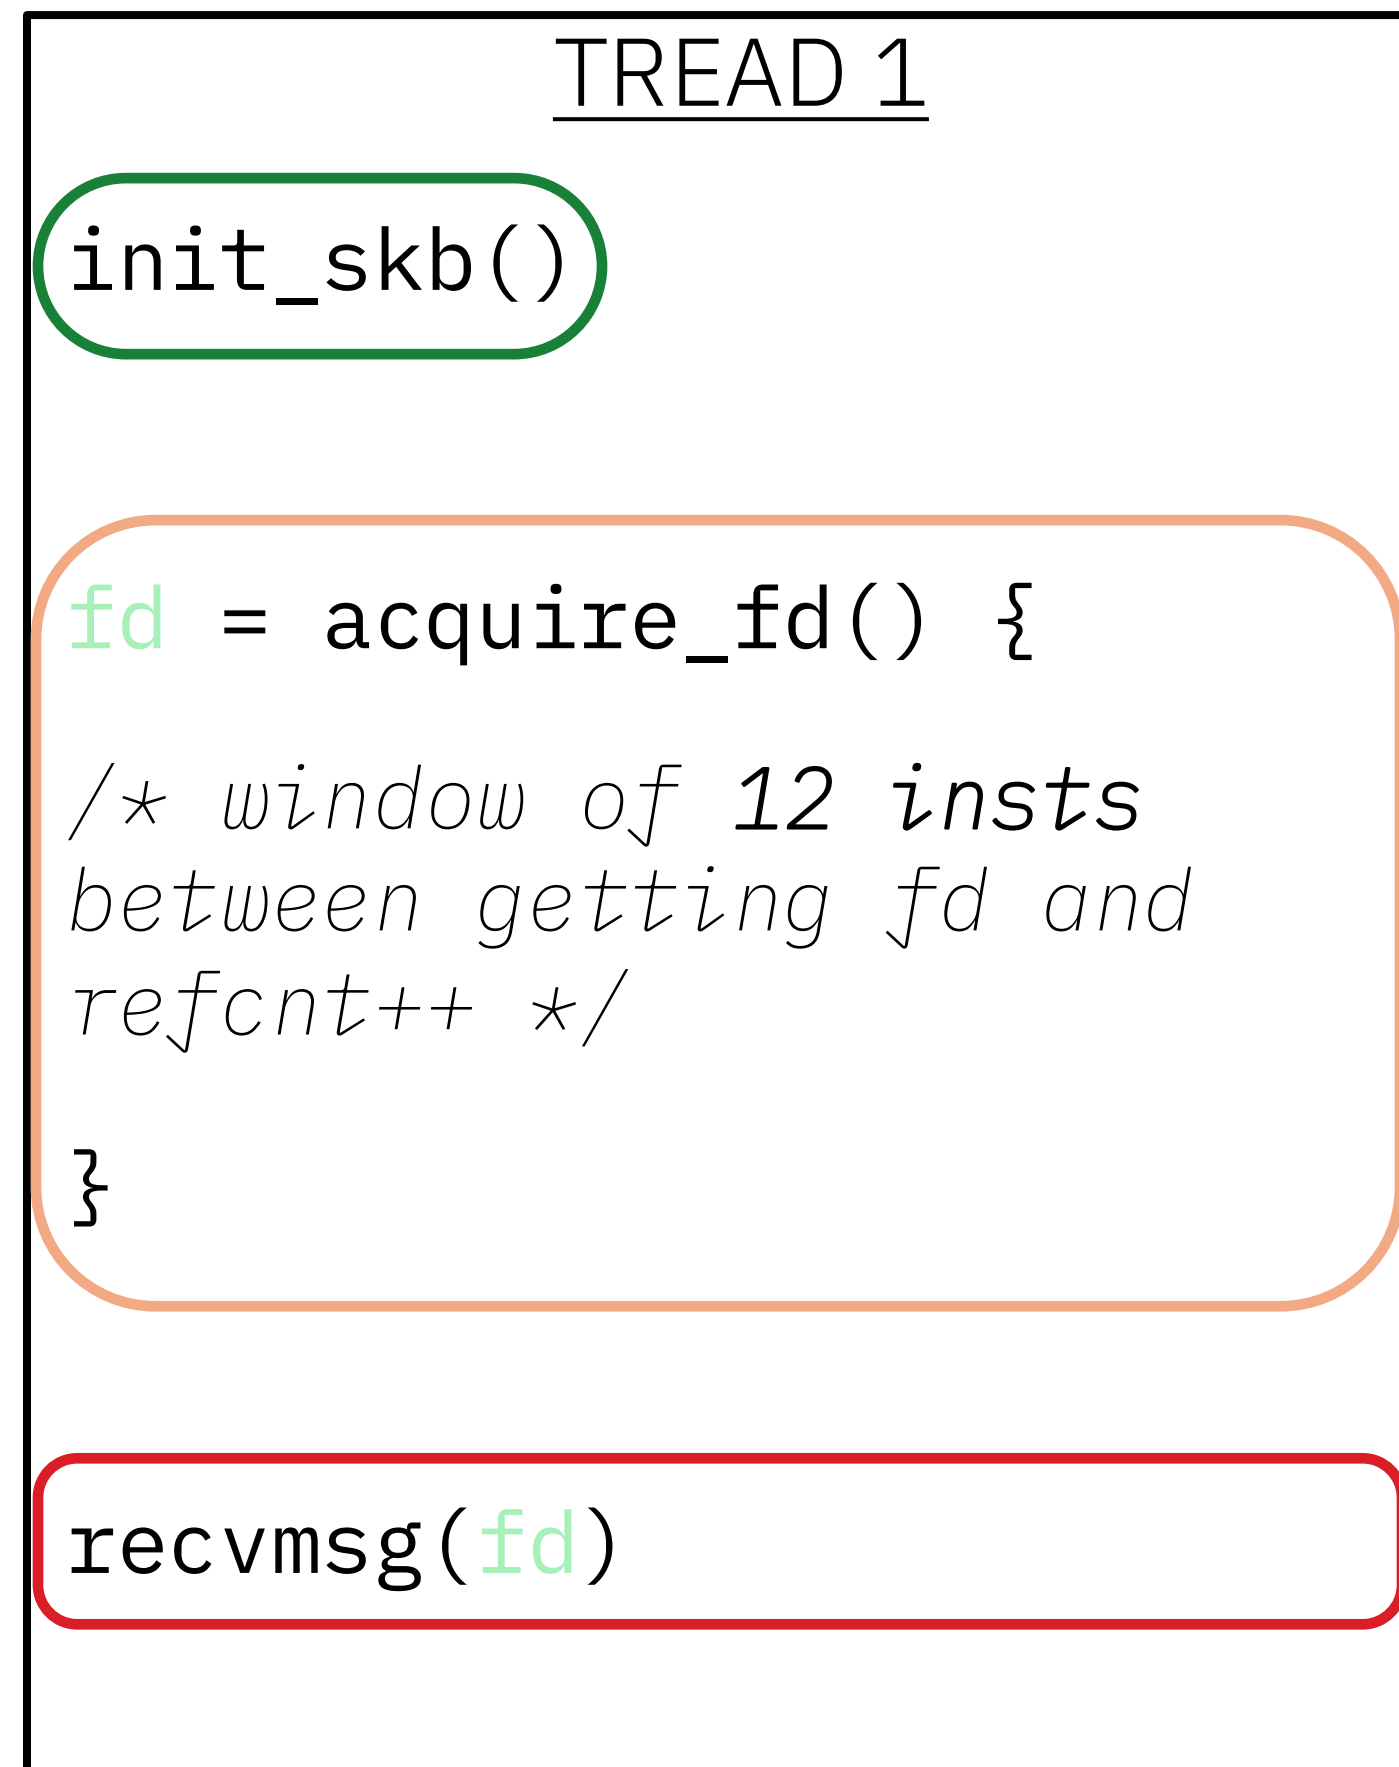 TREAD 1
init_skb()
fd = acquire_fd() {
/* window of 12 insts
between getting fd and
refcnt++ */
}
recvmsg(fd)